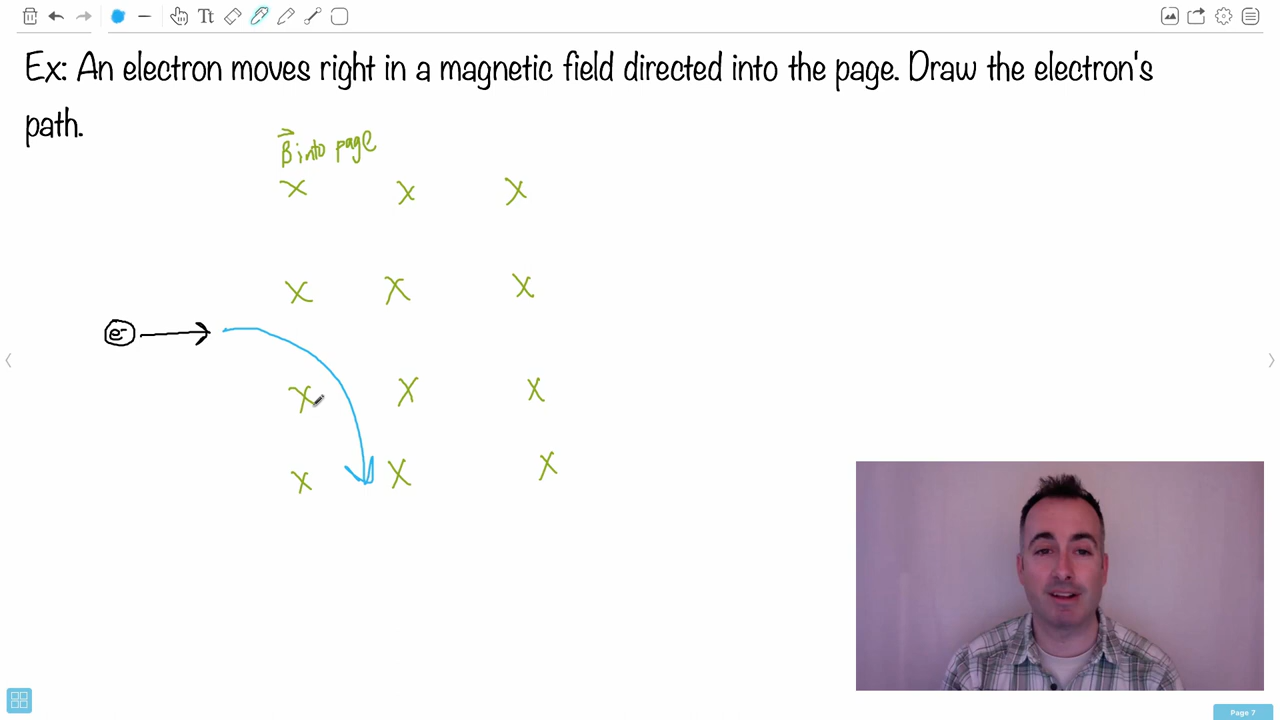 Tt
Ex: An electron moves right in a magnetic field directed into the page. Draw the electron's
path.
B into page
x x x
x x x
e-
x x x
x x x
Page 7